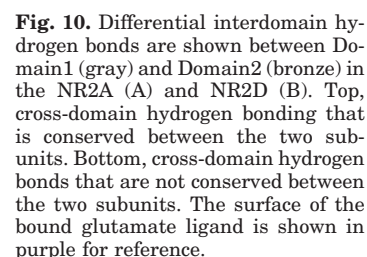 Fig. 10. Differential interdomain hy-
drogen bonds are shown between Do-
main1 (gray) and Domain2 (bronze) in
the NR2A (A) and NR2D (B). Top,
cross-domain hydrogen bonding that
is conserved between the two sub-
units. Bottom, cross-domain hydrogen
bonds that are not conserved between
the two subunits. The surface of the
bound glutamate ligand is shown in
purple for reference.